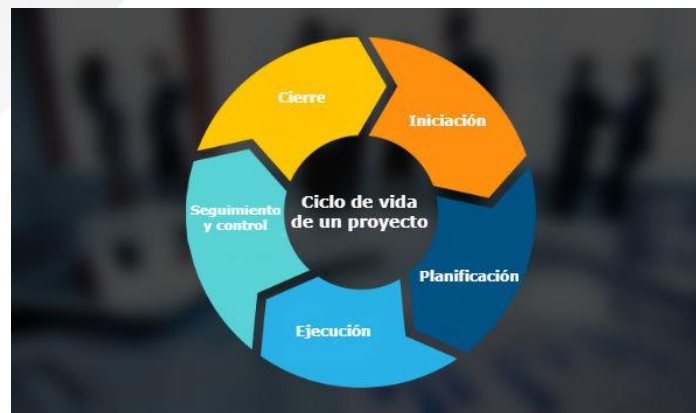 Ciclo de vida
de un proyecto
Iniciación
Planificación
Ejecución
Seguimiento
y control
Cierre